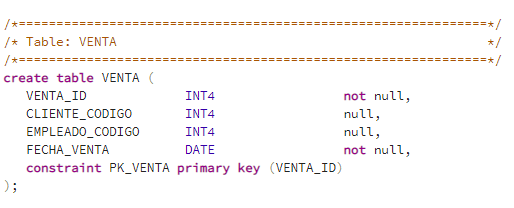 /*==============================================================*/
/* Table: VENTA                                                 */
/*==============================================================*/
create table VENTA (
   VENTA_ID             INT4                 not null,
   CLIENTE_CODIGO       INT4                 null,
   EMPLEADO_CODIGO      INT4                 null,
   FECHA_VENTA          DATE                 not null,
   constraint PK_VENTA primary key (VENTA_ID)
);